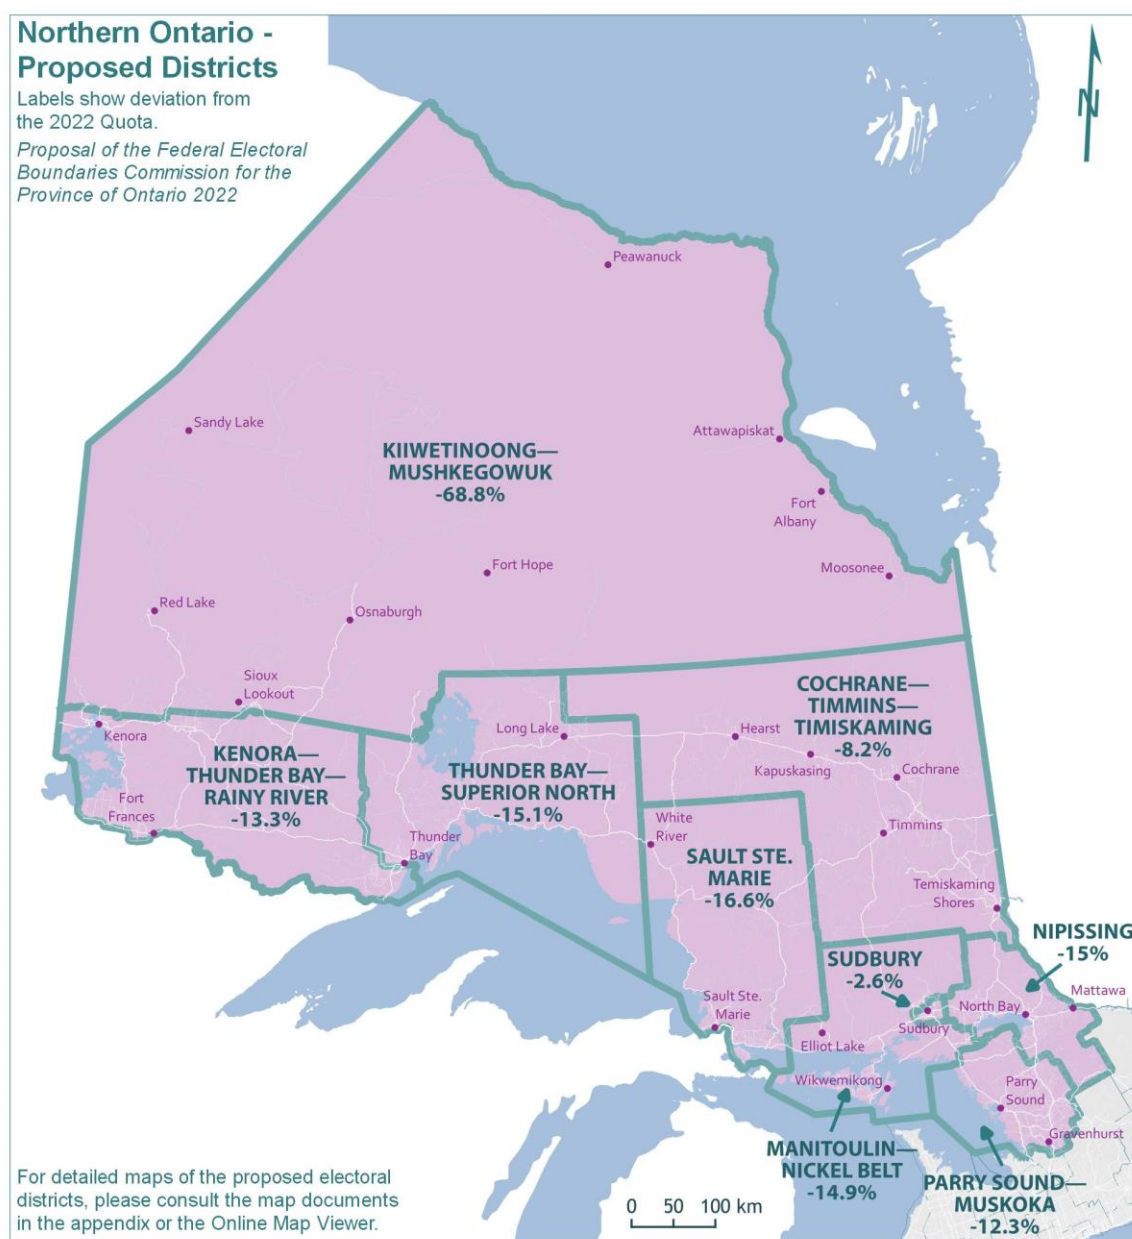 Northern Ontario -
Proposed Districts
Labels show deviation from
the 2022 Quota.
Proposal of the Federal Electoral
Boundaries Commission for the
Province of Ontario 2022
N
Peawanuck
Sandy Lake
Attawapiskat
KIIWETINOONG—
MUSHKEGOWUK
-68.8%
Fort
Albany
Fort Hope
Moosonee
Red Lake
Osnaburgh
Sioux
Lookout
COCHRANE—
TIMMINS—
TIMISKAMING
-8.2%
Kenora
Long Lake
Hearst
KENORA—
THUNDER BAY—
RAINY RIVER
-13.3%
THUNDER BAY—
SUPERIOR NORTH
-15.1%
Kapuskasing
Cochrane
Fort
Frances
White
River
Timmins
Thunder
Bay
SAULT STE.
MARIE
-16.6%
Temiskaming
Shores
NIPISSING
-15%
SUDBURY
-2.6%
Mattawa
Sault Ste.
Marie
North Bay
Sudbury
Elliot Lake
Wikwemikong
Parry
Sound
Gravenhurst
MANITOULIN—
NICKEL BELT
-14.9%
PARRY SOUND—
MUSKOKA
-12.3%
For detailed maps of the proposed electoral
districts, please consult the map documents
in the appendix or the Online Map Viewer.
0 50 100 km